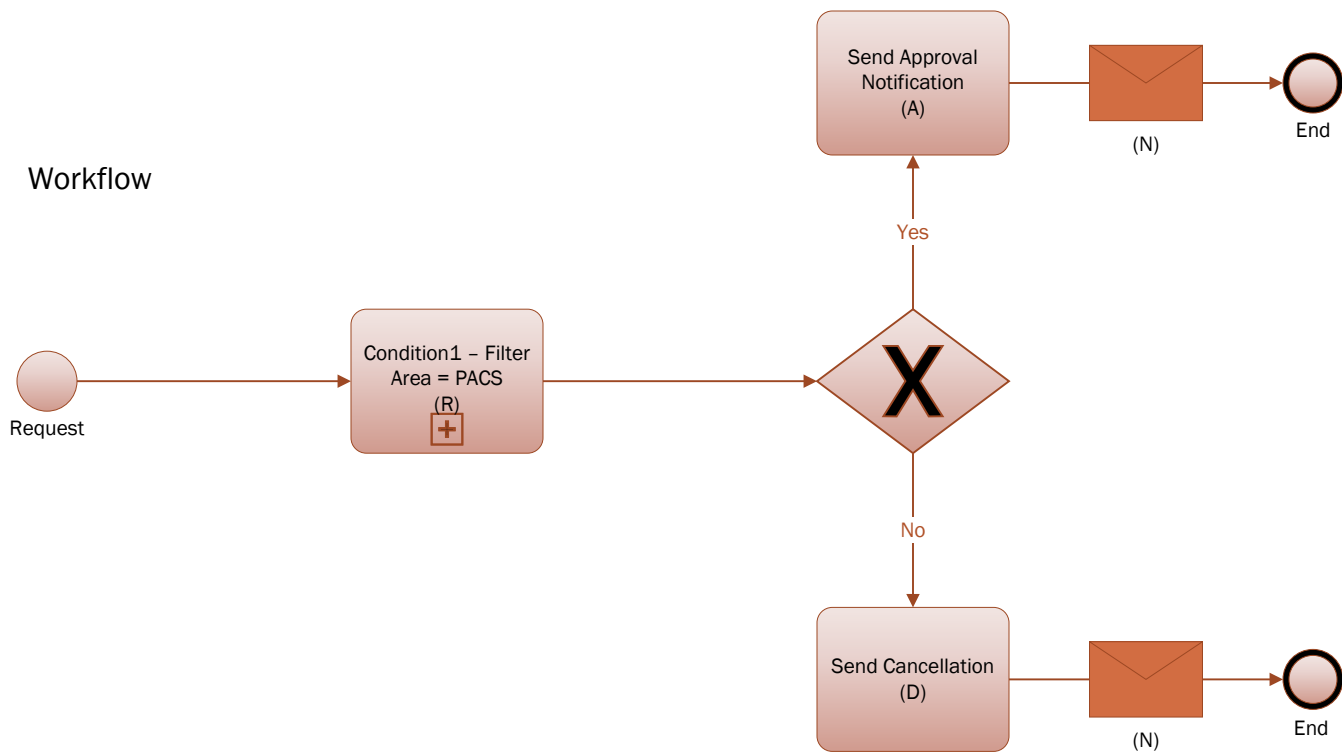 Workflow
Request
Condition1 – Filter
Area = PACS
(R)
X
Yes
Send Approval
Notification
(A)
(N)
End
No
Send Cancellation
(D)
(N)
End